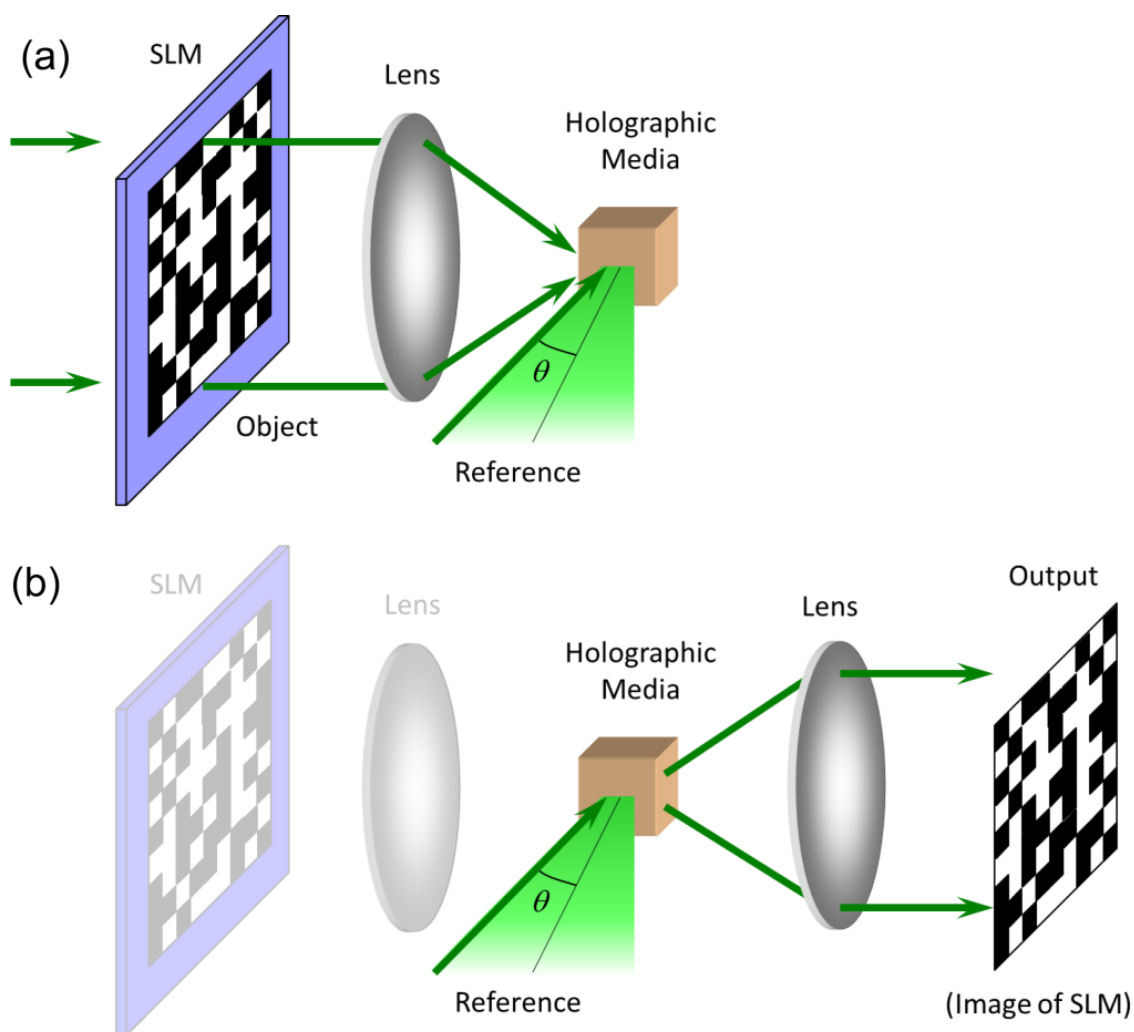 (a)
SLM
Lens
Holographic
Media
θ
Object
Reference
(b)
SLM
Lens
Holographic
Media
Lens
Output
θ
Reference
(Image of SLM)